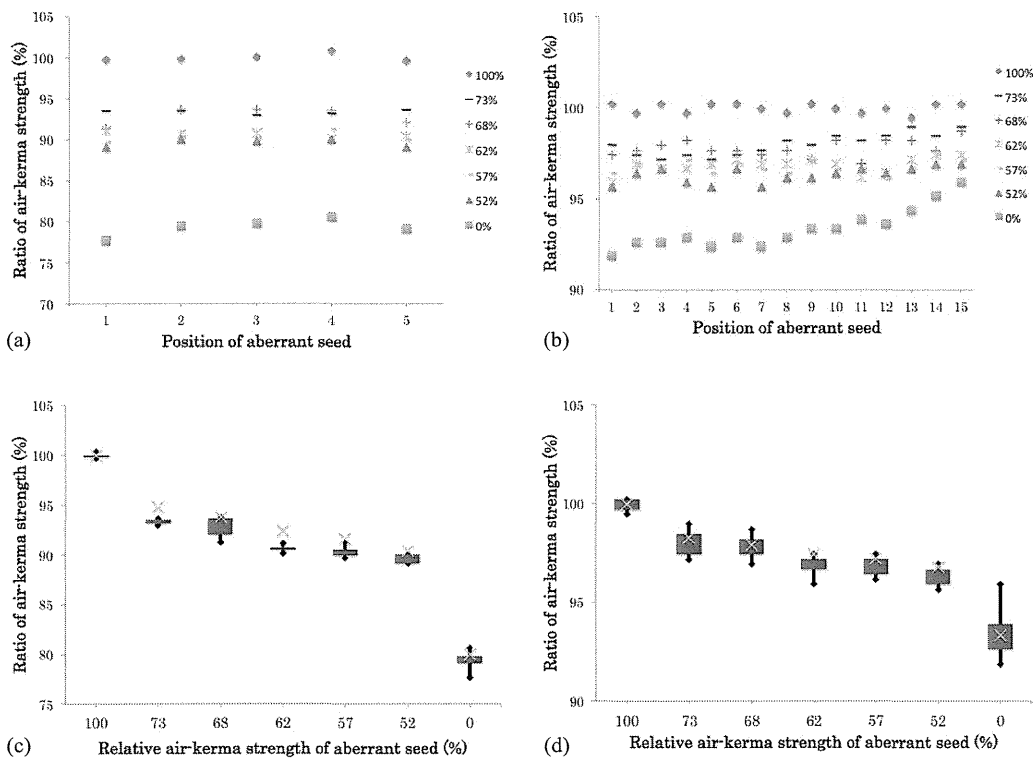 105
100
95
90
85
80
75
70
Ratio of air-kerma strength (%)
1 2 3 4 5
Position of aberrant seed
100%
73%
68%
62%
57%
52%
0%
(a)
105
100
95
90
Ratio of air-kerma strength (%)
1 2 3 4 5 6 7 8 9 10 11 12 13 14 15
Position of aberrant seed
100%
73%
68%
62%
57%
52%
0%
(b)
105
100
95
90
85
80
75
Ratio of air-kerma strength (%)
100 73 68 62 57 52 0
Relative air-kerma strength of aberrant seed (%)
(c)
105
100
95
90
Ratio of air-kerma strength (%)
100 73 68 62 57 52 0
Relative air-kerma strength of aberrant seed (%)
(d)